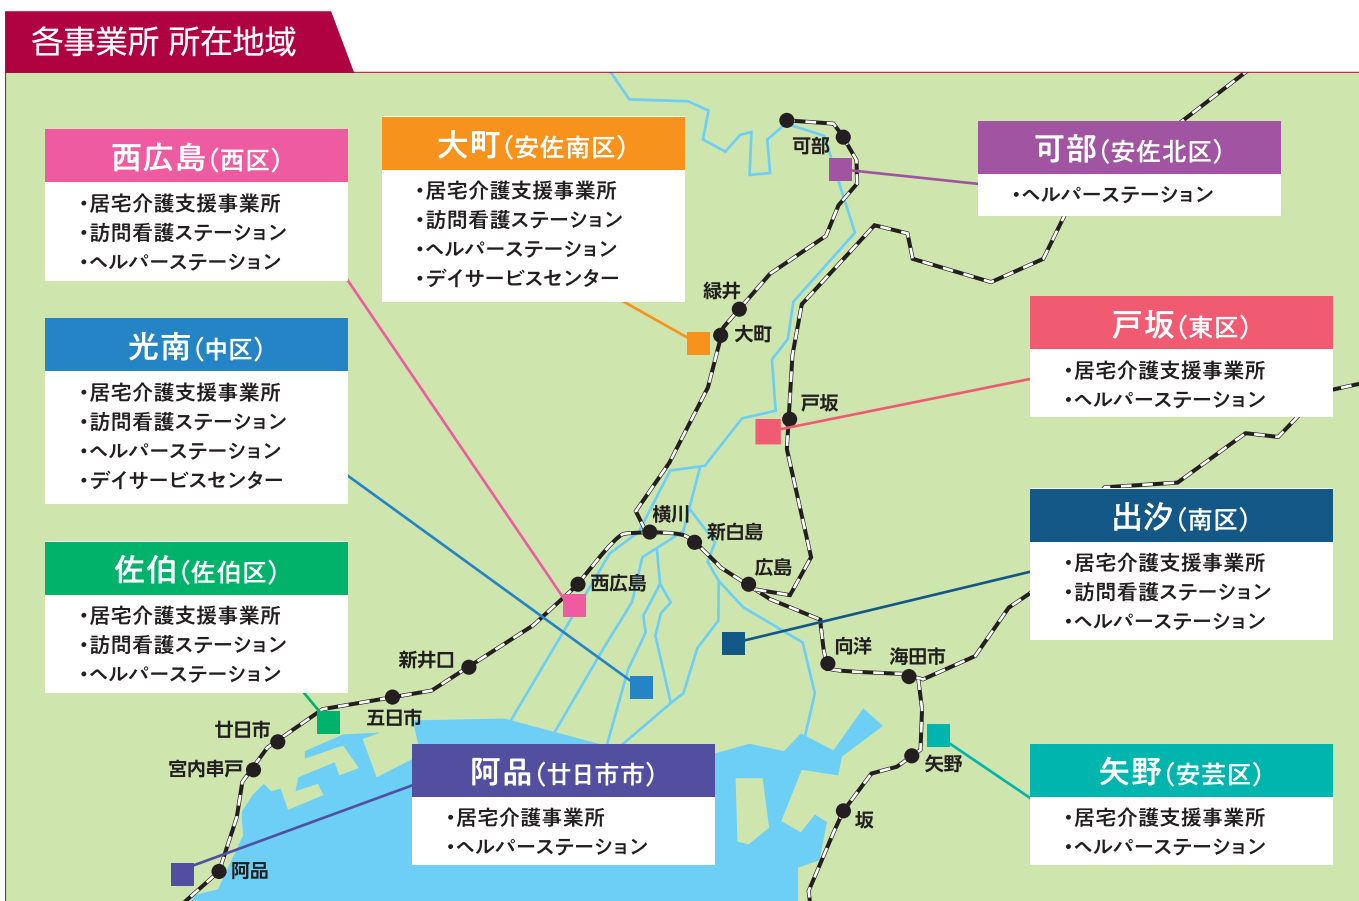 各事業所 所在地域
西広島(西区)
・居宅介護支援事業所
・訪問看護ステーション
・ヘルパーステーション
大町(安佐南区)
・居宅介護支援事業所
・訪問看護ステーション
・ヘルパーステーション
・デイサービスセンター
可部(安佐北区)
・ヘルパーステーション
戸坂(東区)
・居宅介護支援事業所
・ヘルパーステーション
光南(中区)
・居宅介護支援事業所
・訪問看護ステーション
・ヘルパーステーション
・デイサービスセンター
出汐(南区)
・居宅介護支援事業所
・訪問看護ステーション
・ヘルパーステーション
佐伯(佐伯区)
・居宅介護支援事業所
・訪問看護ステーション
・ヘルパーステーション
阿品(廿日市市)
・居宅介護事業所
・ヘルパーステーション
矢野(安芸区)
・居宅介護支援事業所
・ヘルパーステーション
可部
緑井
大町
戸坂
横川
新白島
広島
西広島
向洋
海田市
新井口
五日市
廿日市
宮内串戸
矢野
坂
阿品